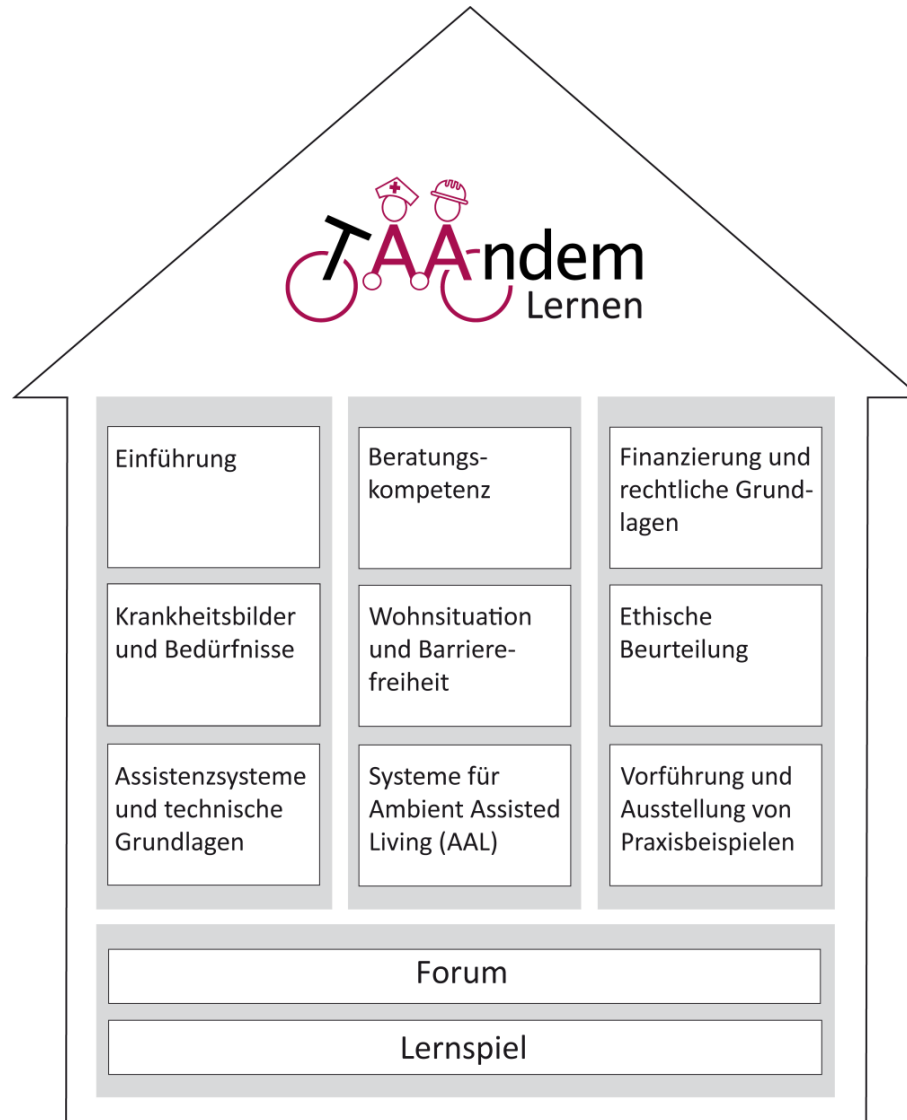 TAAndem
Lernen
Einführung
Krankheitsbilder
und Bedürfnisse
Assistenzsysteme
und technische
Grundlagen
Beratungs-
kompetenz
Wohnsituation
und Barriere-
freiheit
Systeme für
Ambient Assisted
Living (AAL)
Finanzierung und
rechtliche Grund-
lagen
Ethische
Beurteilung
Vorführung und
Ausstellung von
Praxisbeispielen
Forum
Lernspiel